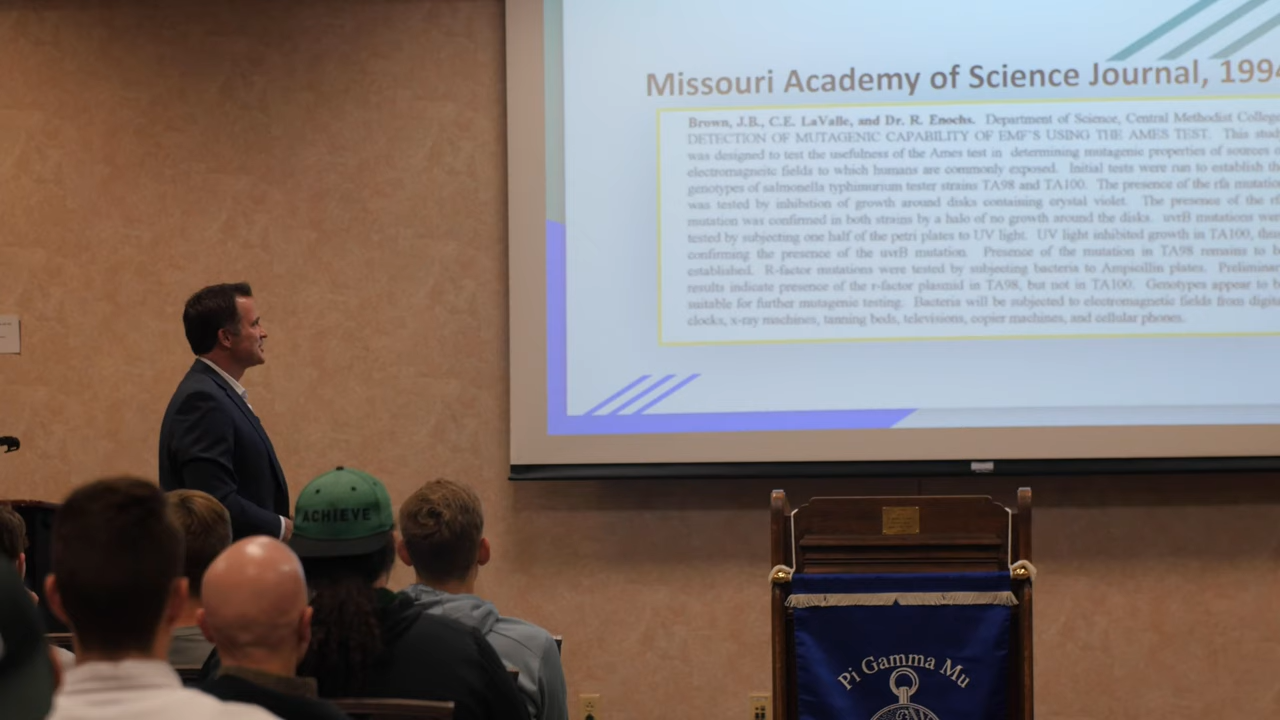 Missouri Academy of Science Journal, 1994
Brown, J.B., C.E. LaValle, and Dr. R. Enochs. Department of Science, Central Methodist College
DETECTION OF MUTAGENIC CAPABILITY OF EMF'S USING THE AMES TEST. This stud
was designed to test the usefulness of the Ames test in determining mutagenic properties of sources o
electromagnetic fields to which humans are commonly exposed. Initial tests were run to establish th
genotypes of salmonella typhimurium tester strains TA98 and TA100. The presence of the rfa mutatio
was tested by inhibition of growth around disks containing crystal violet. The presence of the rf
mutation was confirmed in both strains by a halo of no growth around the disks. uvrB mutations wer
tested by subjecting one half of the petri plates to UV light. UV light inhibited growth in TA100, thus
confirming the presence of the uvrB mutation. Presence of the mutation in TA98 remains to b
established. R-factor mutations were tested by subjecting bacteria to Ampicillin plates. Prelimina
results indicate presence of the r-factor plasmid in TA98, but not in TA100. Genotypes appear to b
suitable for further mutagenic testing. Bacteria will be subjected to electromagnetic fields from digita
clocks, x-ray machines, tanning beds, televisions, copier machines, and cellular phones.
ACHIEVE
Pi Gamma Mu